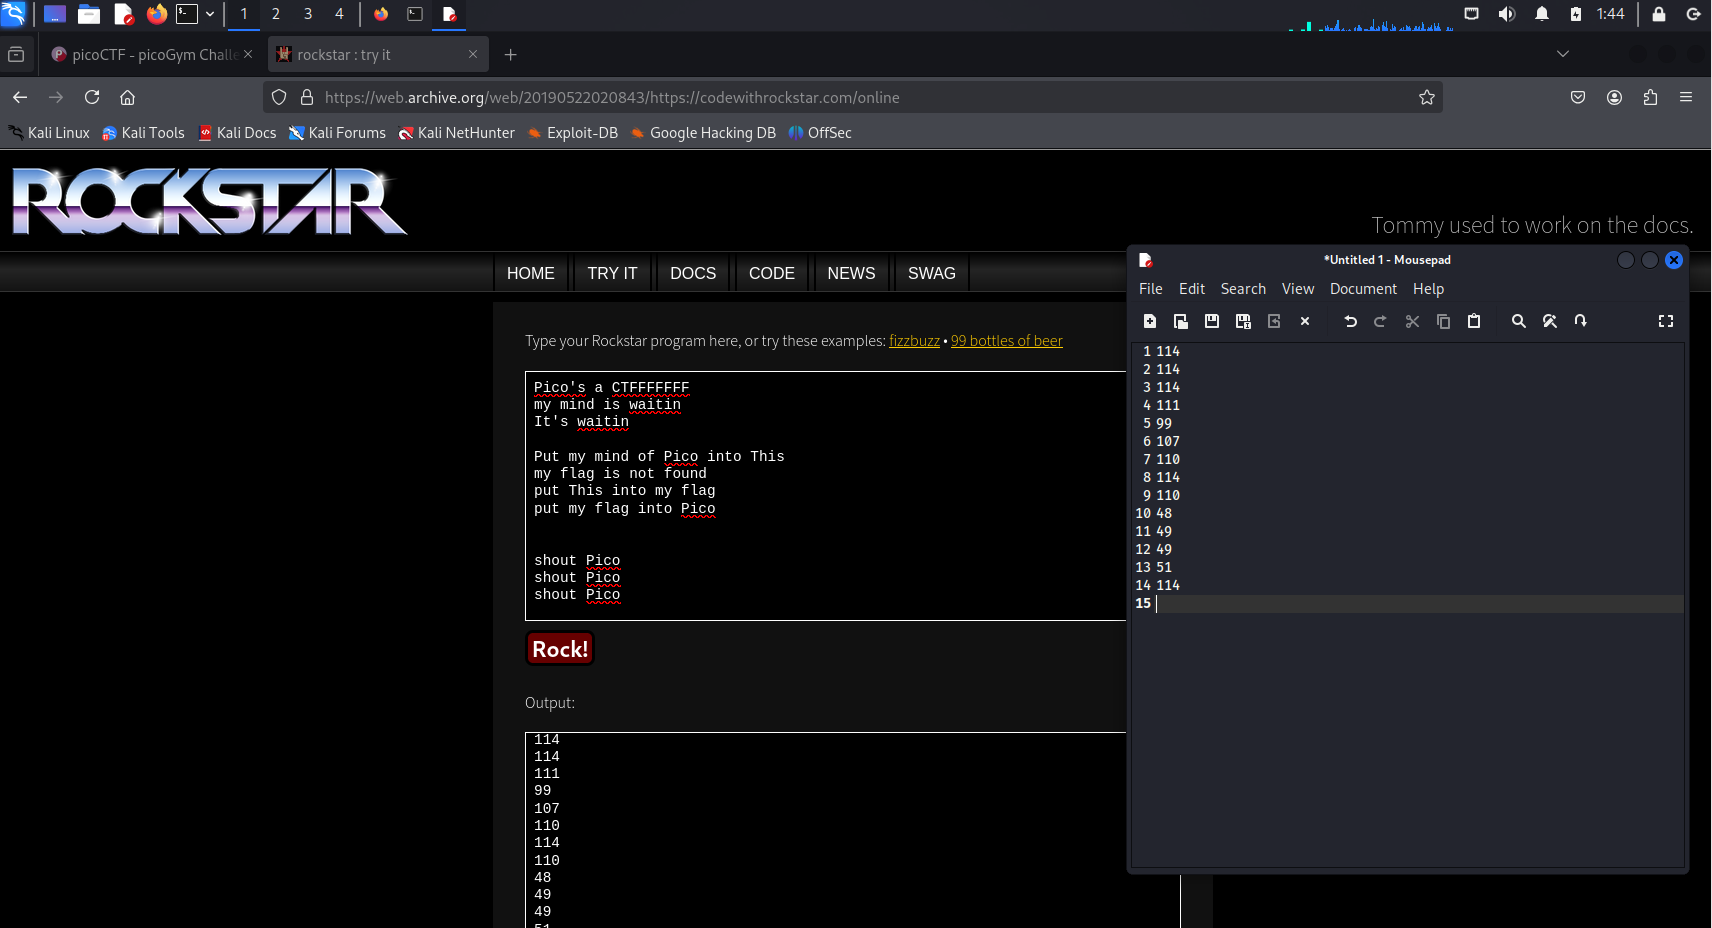 1 2 3 4 1:44
picoCTF - picoGym Challe
rockstar : try it
https://web.archive.org/web/20190522020843/https://codewithrockstar.com/online
Kali Linux Kali Tools Kali Docs Kali Forums Kali NetHunter Exploit-DB Google Hacking DB OffSec
ROCKSTAR
Tommy used to work on the docs.
HOME TRY IT DOCS CODE NEWS SWAG
Type your Rockstar program here, or try these examples: fizzbuzz • 99 bottles of beer
Pico's a CTFFFFFFF
my mind is waitin
It's waitin
Put my mind of Pico into This
my flag is not found
put This into my flag
put my flag into Pico
shout Pico
shout Pico
shout Pico
Rock!
Output:
114
114
111
99
107
110
114
110
48
49
49
51
*Untitled 1 - Mousepad
File Edit Search View Document Help
1 114
2 114
3 114
4 111
5 99
6 107
7 110
8 114
9 110
10 48
11 49
12 49
13 51
14 114
15